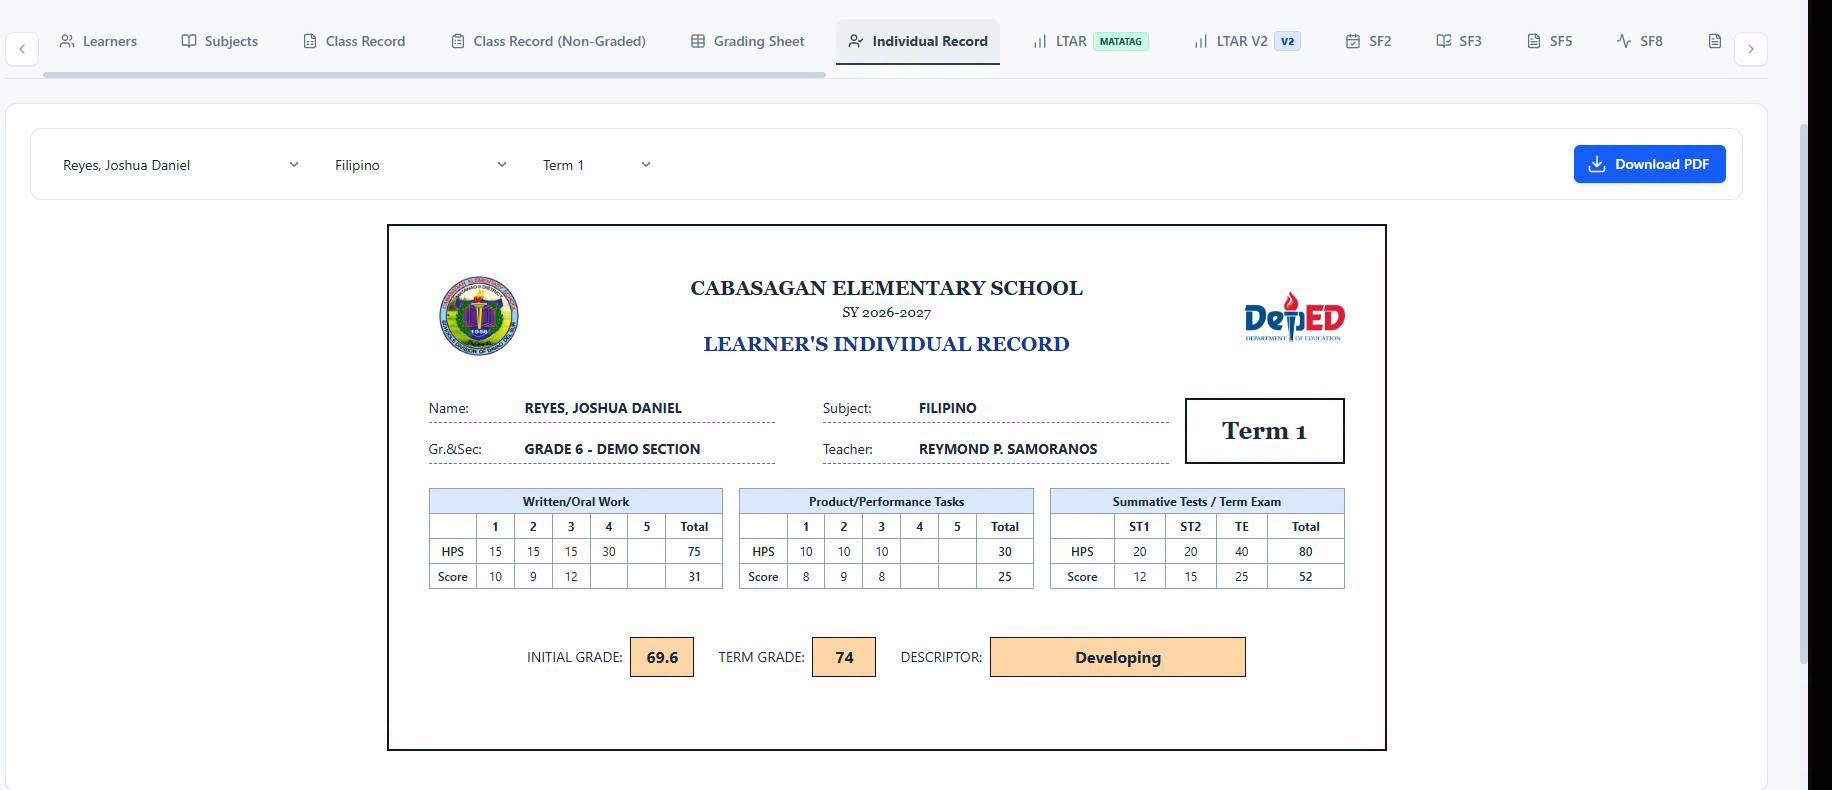 Learners Subjects Class Record Class Record (Non-Graded) Grading Sheet Individual Record LTAR MATATAG LTAR V2 V2 SF2 SF3 SF5 SF8
Reyes, Joshua Daniel Filipino Term 1 Download PDF
CABASAGAN ELEMENTARY SCHOOL
SY 2026-2027
LEARNER'S INDIVIDUAL RECORD
1958
DepED
DEPARTMENT OF EDUCATION
Name: REYES, JOSHUA DANIEL Subject: FILIPINO
Term 1
Gr.&Sec: GRADE 6 - DEMO SECTION Teacher: REYMOND P. SAMORANOS
Written/Oral Work
1 2 3 4 5 Total
HPS 15 15 15 30 75
Score 10 9 12 31
Product/Performance Tasks
1 2 3 4 5 Total
HPS 10 10 10 30
Score 8 9 8 25
Summative Tests / Term Exam
ST1 ST2 TE Total
HPS 20 20 40 80
Score 12 15 25 52
INITIAL GRADE: 69.6 TERM GRADE: 74 DESCRIPTOR: Developing